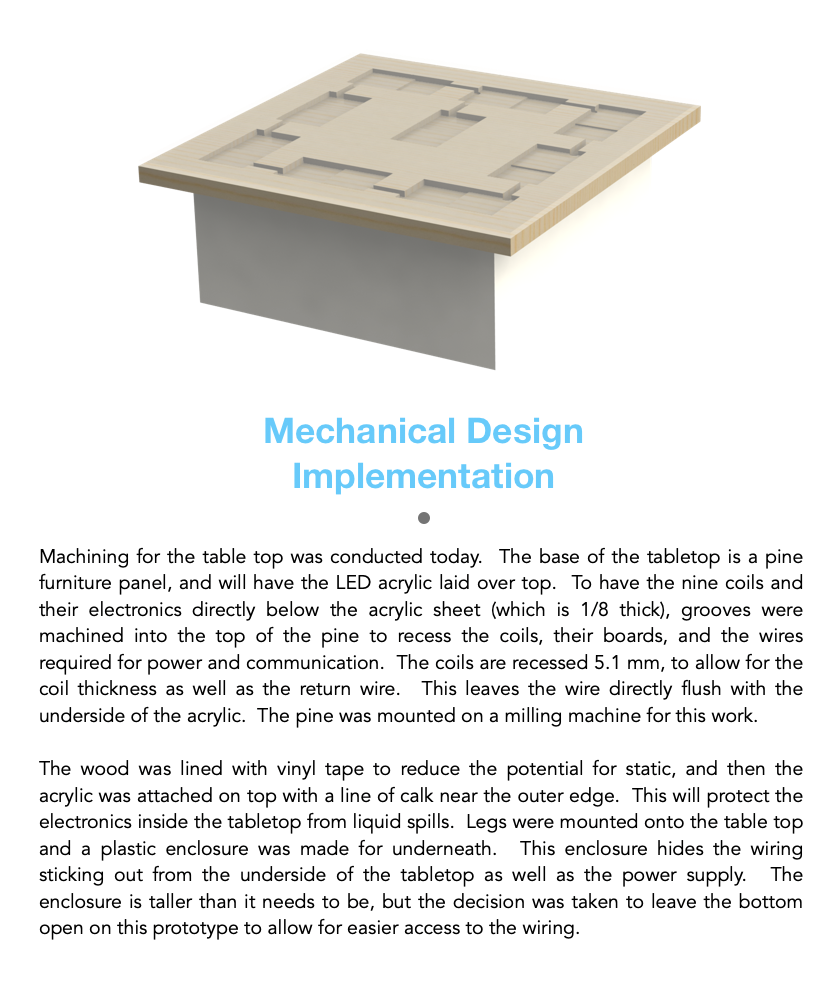 Mechanical Design
Implementation
Machining for the table top was conducted today.  The base of the tabletop is a pine
furniture panel, and will have the LED acrylic laid over top.  To have the nine coils and
their electronics directly below the acrylic sheet (which is 1/8 thick), grooves were
machined into the top of the pine to recess the coils, their boards, and the wires
required for power and communication.  The coils are recessed 5.1 mm, to allow for the
coil thickness as well as the return wire.  This leaves the wire directly flush with the
underside of the acrylic.  The pine was mounted on a milling machine for this work.
The wood was lined with vinyl tape to reduce the potential for static, and then the
acrylic was attached on top with a line of calk near the outer edge.  This will protect the
electronics inside the tabletop from liquid spills.  Legs were mounted onto the table top
and a plastic enclosure was made for underneath.  This enclosure hides the wiring
sticking out from the underside of the tabletop as well as the power supply.  The
enclosure is taller than it needs to be, but the decision was taken to leave the bottom
open on this prototype to allow for easier access to the wiring.